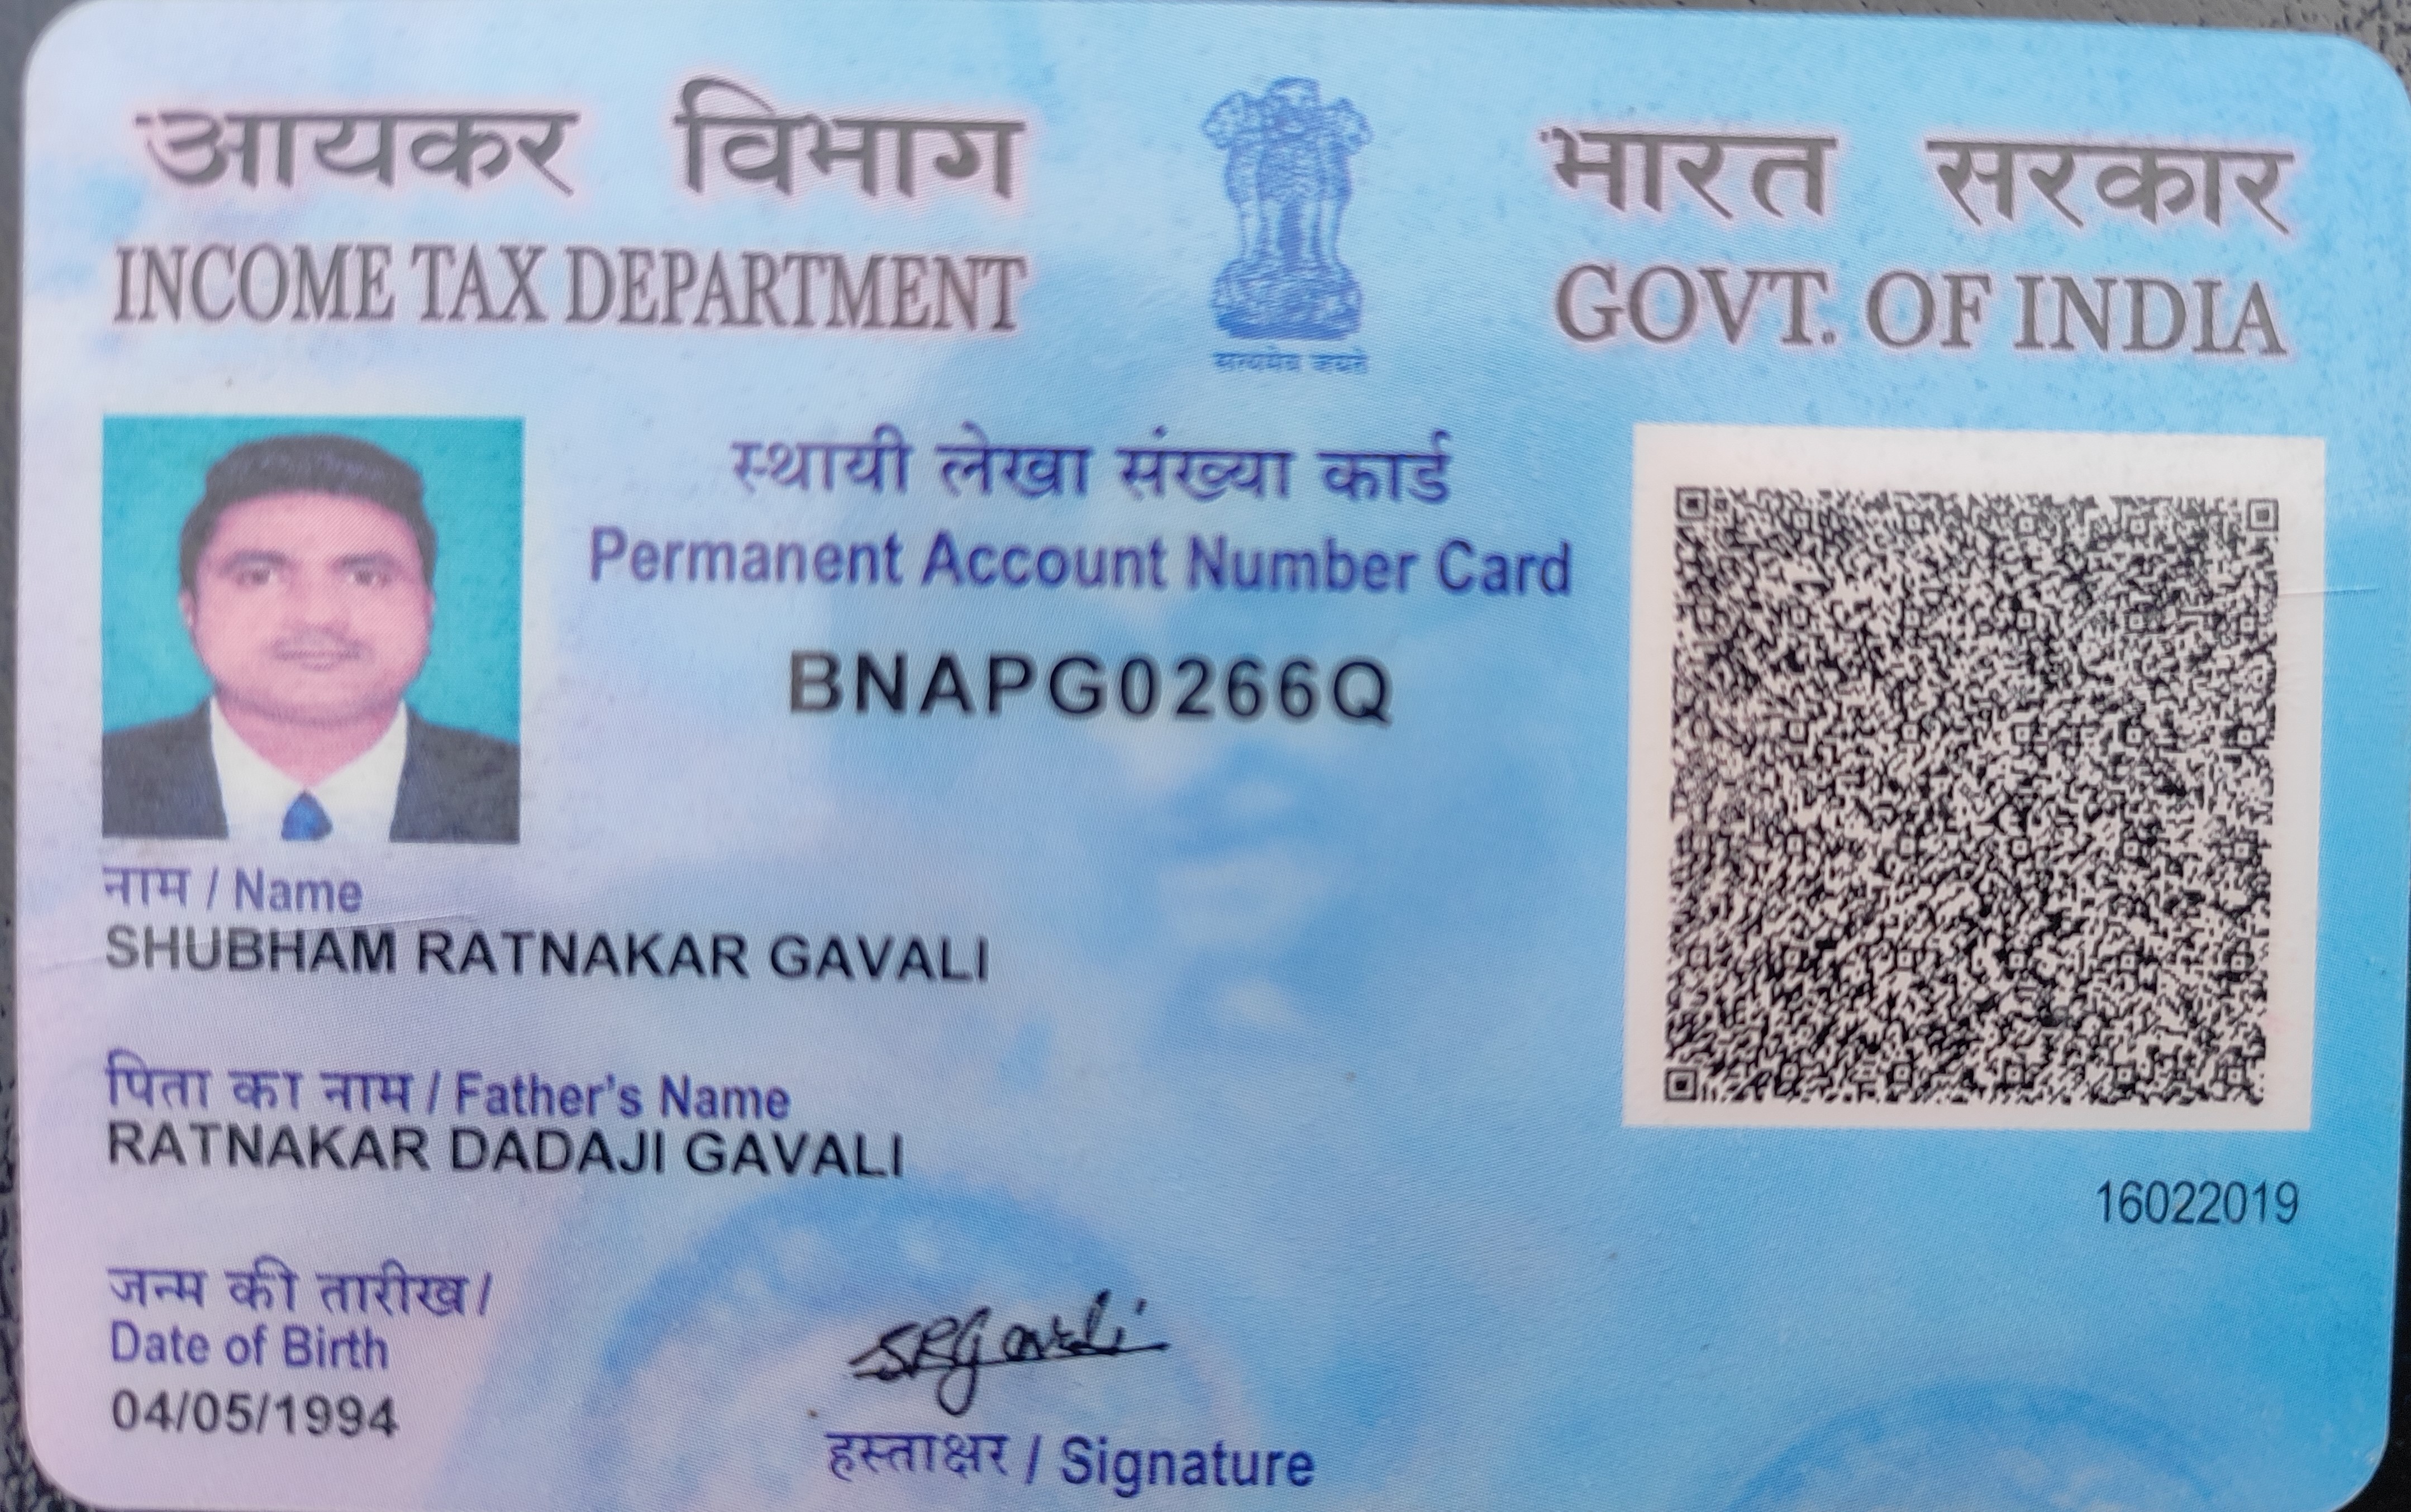 आयकर विभाग
INCOME TAX DEPARTMENT
सत्यमेव जयते
भारत सरकार
GOVT. OF INDIA
स्थायी लेखा संख्या कार्ड
Permanent Account Number Card
BNAPG0266Q
नाम / Name
SHUBHAM RATNAKAR GAVALI
पिता का नाम / Father's Name
RATNAKAR DADAJI GAVALI
16022019
जन्म की तारीख /
Date of Birth
04/05/1994
SRGavali
हस्ताक्षर / Signature